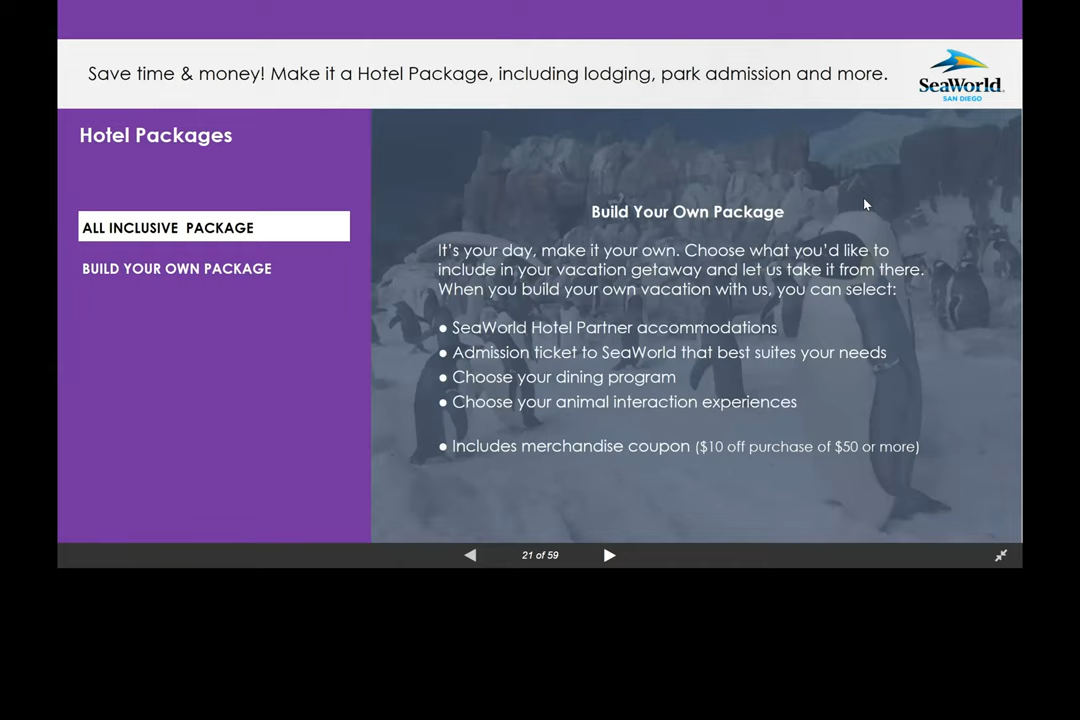 Save time & money! Make it a Hotel Package, including lodging, park admission and more.
SeaWorld
SAN DIEGO
Hotel Packages
ALL INCLUSIVE PACKAGE
BUILD YOUR OWN PACKAGE
Build Your Own Package
It's your day, make it your own. Choose what you'd like to
include in your vacation getaway and let us take it from there.
When you build your own vacation with us, you can select:
● SeaWorld Hotel Partner accommodations
● Admission ticket to SeaWorld that best suites your needs
● Choose your dining program
● Choose your animal interaction experiences
● Includes merchandise coupon ($10 off purchase of $50 or more)
21 of 59